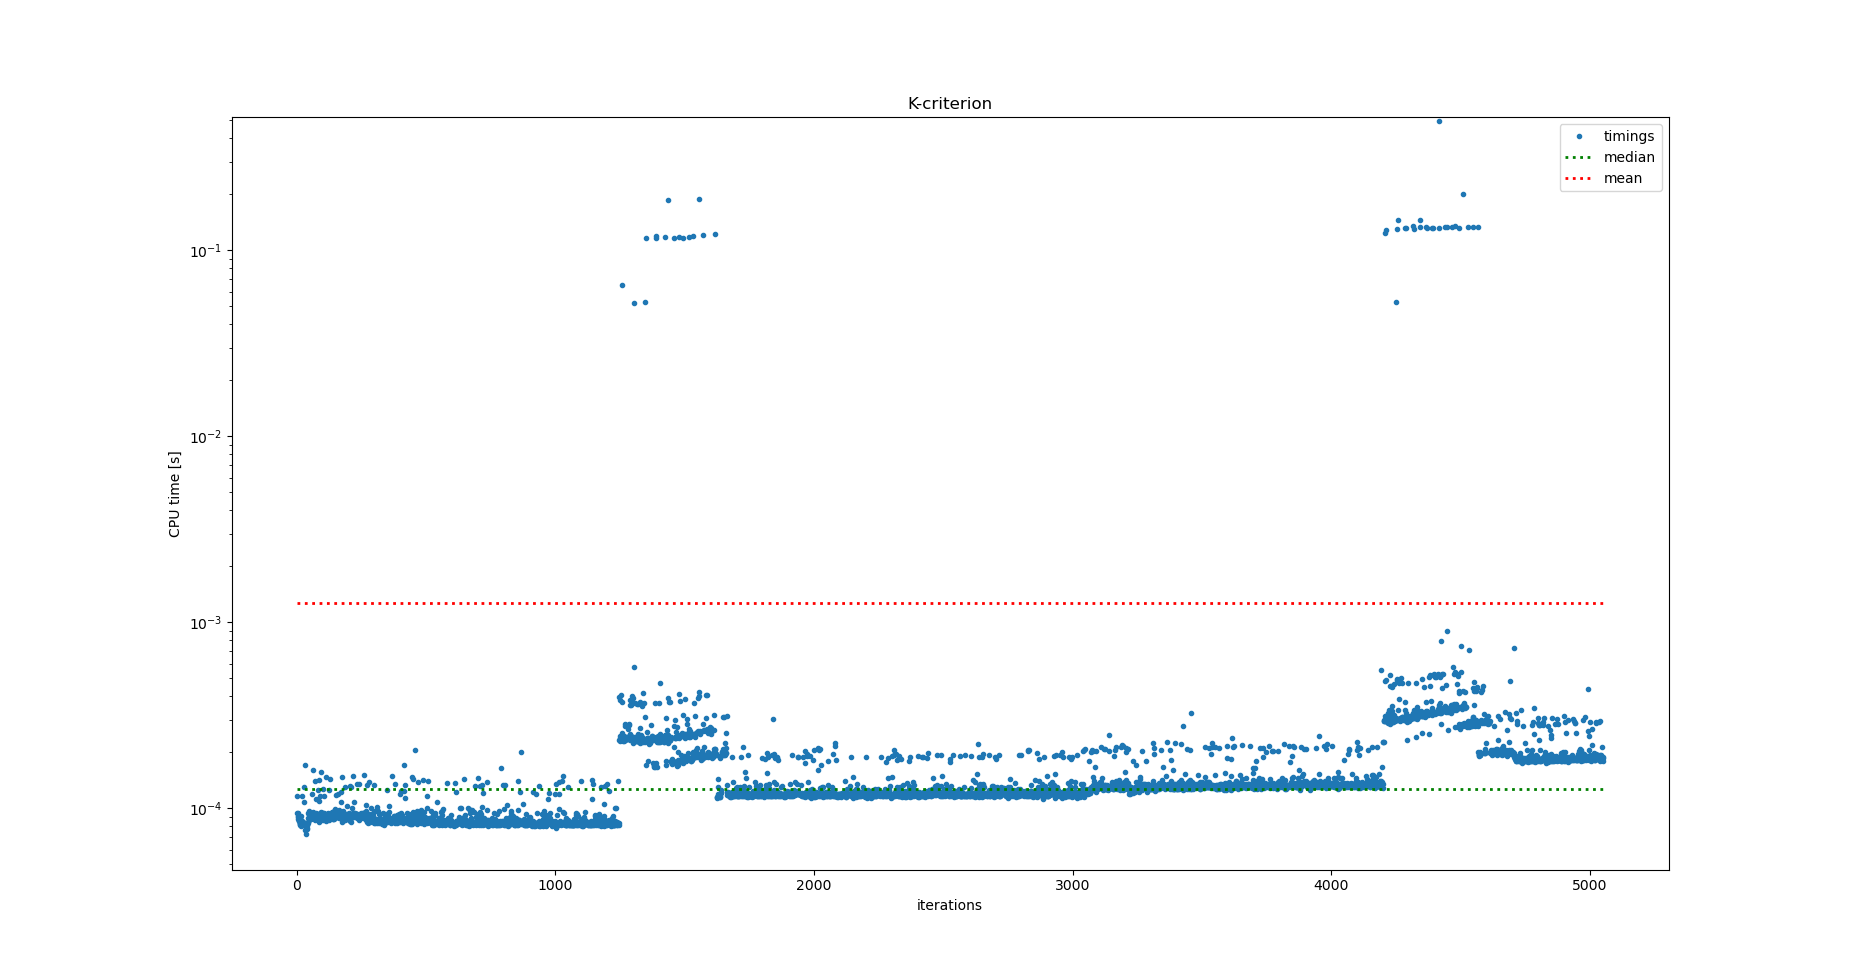 K-criterion
timings
median
mean
CPU time [s]
10⁻¹
10⁻²
10⁻³
10⁻⁴
0 1000 2000 3000 4000 5000
iterations